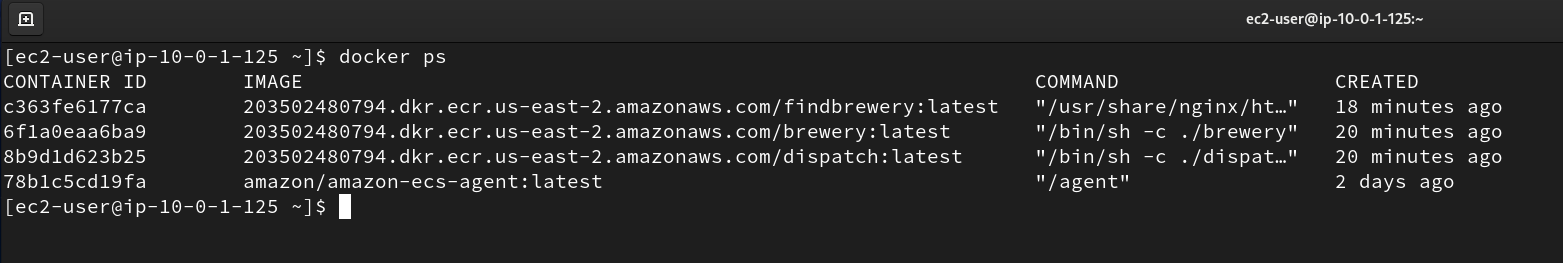 ec2-user@ip-10-0-1-125:~
[ec2-user@ip-10-0-1-125 ~]$ docker ps
CONTAINER ID        IMAGE                                                              COMMAND                  CREATED
c363fe6177ca        203502480794.dkr.ecr.us-east-2.amazonaws.com/findbrewery:latest   "/usr/share/nginx/ht…"   18 minutes ago
6f1a0eaa6ba9        203502480794.dkr.ecr.us-east-2.amazonaws.com/brewery:latest       "/bin/sh -c ./brewery"   20 minutes ago
8b9d1d623b25        203502480794.dkr.ecr.us-east-2.amazonaws.com/dispatch:latest      "/bin/sh -c ./dispat…"   20 minutes ago
78b1c5cd19fa        amazon/amazon-ecs-agent:latest                                    "/agent"                 2 days ago
[ec2-user@ip-10-0-1-125 ~]$